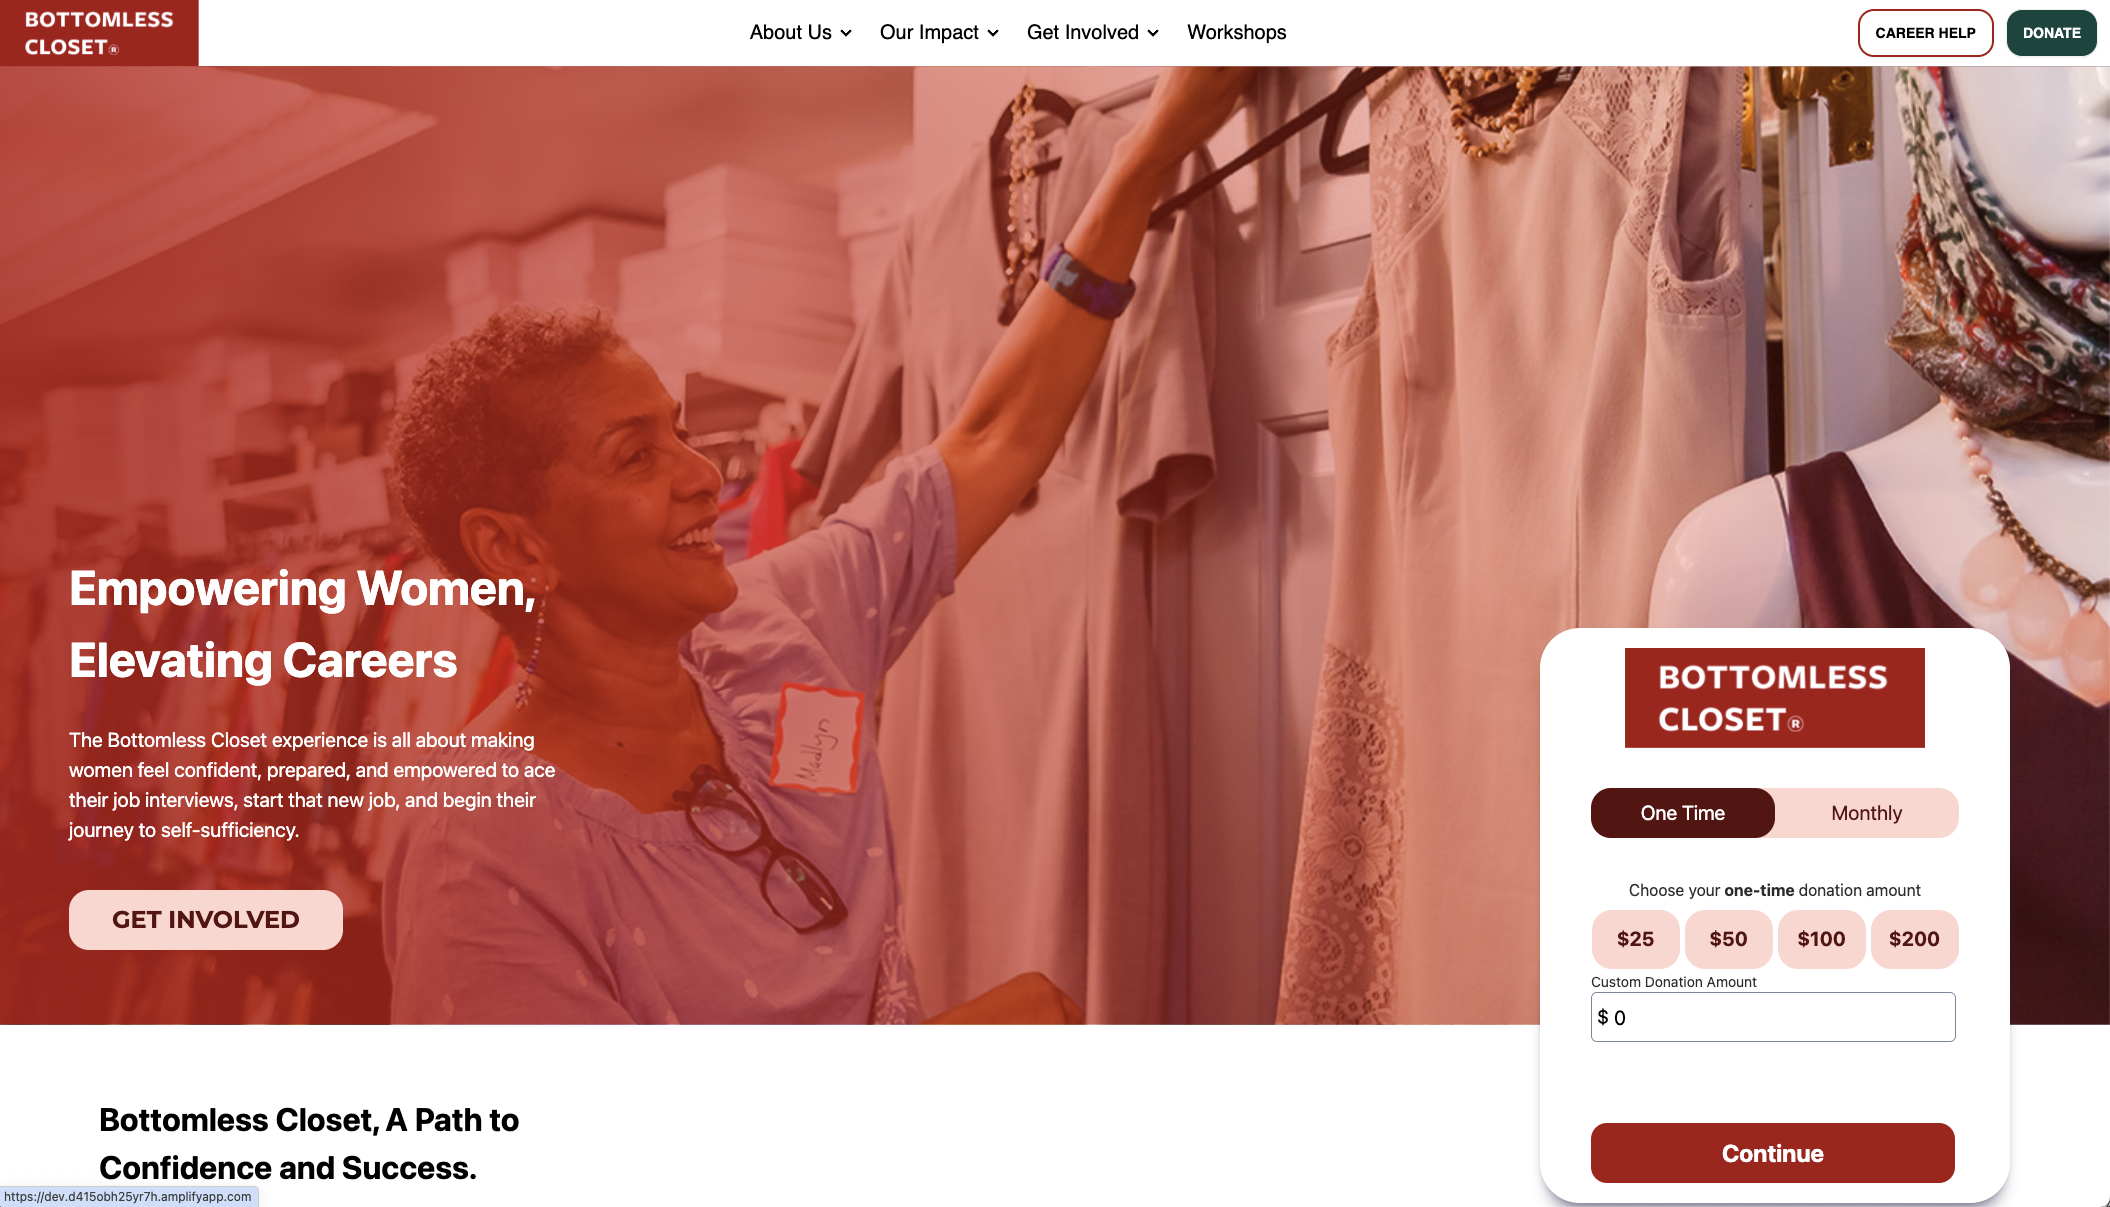 BOTTOMLESS
CLOSET®
About Us
Our Impact
Get Involved
Workshops
CAREER HELP
DONATE
Empowering Women,
Elevating Careers
The Bottomless Closet experience is all about making
women feel confident, prepared, and empowered to ace
their job interviews, start that new job, and begin their
journey to self-sufficiency.
GET INVOLVED
Madlyn
BOTTOMLESS
CLOSET®
One Time
Monthly
Choose your one-time donation amount
$25
$50
$100
$200
Custom Donation Amount
$ 0
Continue
Bottomless Closet, A Path to
Confidence and Success.
https://dev.d415obh25yr7h.amplifyapp.com